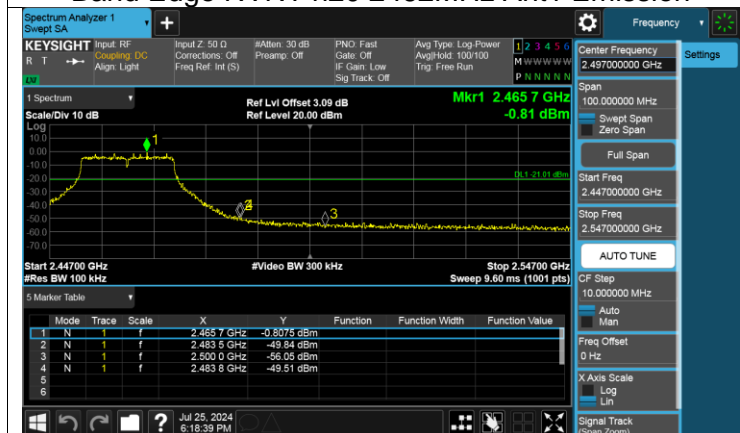 Spectrum Analyzer 1
Swept SA
Frequency
KEYSIGHT
R T
Input: RF
Coupling: DC
Align: Light
Input Z: 50 Ω
Corrections: Off
Freq Ref: Int (S)
#Atten: 30 dB
Preamp: Off
PNO: Fast
Gate: Off
IF Gain: Low
Sig Track: Off
Avg Type: Log-Power
Avg|Hold: 100/100
Trig: Free Run
1 2 3 4 5 6
M W W W W W
P N N N N N
1 Spectrum
Scale/Div 10 dB
Ref Lvl Offset 3.09 dB
Ref Level 20.00 dBm
Mkr1 2.465 7 GHz
-0.81 dBm
Log
10.0
0.00
-10.0
-20.0
-30.0
-40.0
-50.0
-60.0
-70.0
1
3
DL1 -21.01 dBm
Start 2.44700 GHz
#Res BW 100 kHz
#Video BW 300 kHz
Stop 2.54700 GHz
Sweep 9.60 ms (1001 pts)
5 Marker Table
Mode Trace Scale X Y Function Function Width Function Value
1 N 1 f 2.465 7 GHz -0.8075 dBm
2 N 1 f 2.483 5 GHz -49.84 dBm
3 N 1 f 2.500 0 GHz -56.05 dBm
4 N 1 f 2.483 8 GHz -49.51 dBm
5
6
Jul 25, 2024
6:18:39 PM
Center Frequency
2.497000000 GHz
Settings
Span
100.000000 MHz
Swept Span
Zero Span
Full Span
Start Freq
2.447000000 GHz
Stop Freq
2.547000000 GHz
AUTO TUNE
CF Step
10.000000 MHz
Auto
Man
Freq Offset
0 Hz
X Axis Scale
Log
Lin
Signal Track
(Span Zoom)